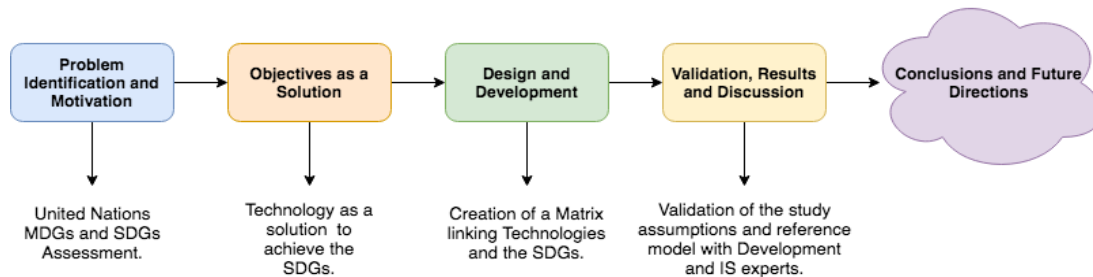 Problem
Identification and
Motivation
Objectives as a
Solution
Design and
Development
Validation, Results
and Discussion
Conclusions and Future
Directions
United Nations
MDGs and SDGs
Assessment.
Technology as a
solution to
achieve the
SDGs.
Creation of a Matrix
linking Technologies
and the SDGs.
Validation of the study
assumptions and reference
model with Development
and IS experts.